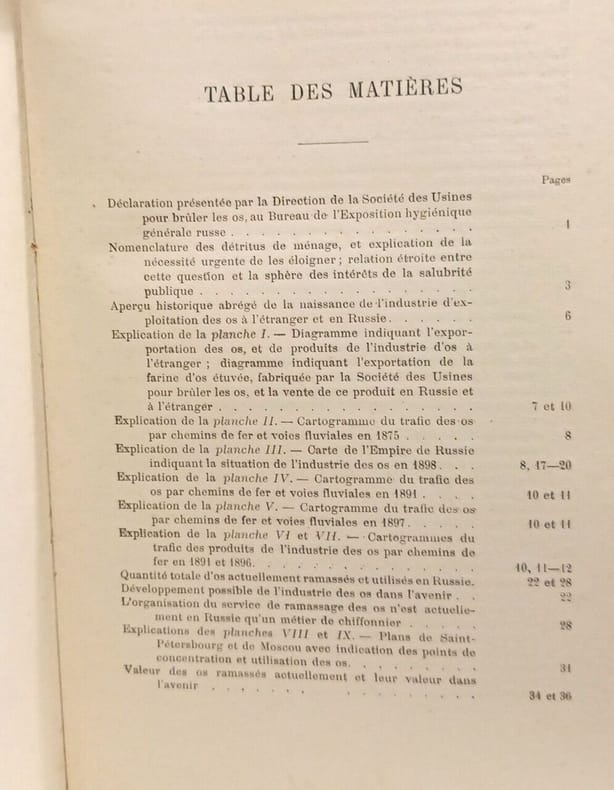 TABLE DES MATIÈRES
Pages
Déclaration présentée par la Direction de la Société des Usines
pour brûler les os, au Bureau de l'Exposition hygiénique
générale russe . . . . . . . . . . . . . . . 1
Nomenclature des détritus de ménage, et explication de la
nécessité urgente de les éloigner ; relation étroite entre
cette question et la sphère des intérêts de la salubrité
publique . . . . . . . . . . . . . . . . . 3
Aperçu historique abrégé de la naissance de l'industrie d'ex-
ploitation des os à l'étranger et en Russie. . . . . . 6
Explication de la planche I. — Diagramme indiquant l'expor-
portation des os, et de produits de l'industrie d'os à
l'étranger ; diagramme indiquant l'exportation de la
farine d'os étuvée, fabriquée par la Société des Usines
pour brûler les os, et la vente de ce produit en Russie et
à l'étranger . . . . . . . . . . . . . . . . 7 et 10
Explication de la planche II. — Cartogramme du trafic des os
par chemins de fer et voies fluviales en 1875 . . . . . 8
Explication de la planche III. — Carte de l'Empire de Russie
indiquant la situation de l'industrie des os en 1898. . . 8, 17—20
Explication de la planche IV. — Cartogramme du trafic des
os par chemins de fer et voies fluviales en 1891 . . . . 10 et 11
Explication de la planche V. — Cartogramme du trafic des os
par chemins de fer et voies fluviales en 1897. . . . . 10 et 11
Explication de la planche VI et VII. — Cartogrammes du
trafic des produits de l'industrie des os par chemins de
fer en 1891 et 1896. . . . . . . . . . . . . . 10, 11—12
Quantité totale d'os actuellement ramassés et utilisés en Russie. 22 et 28
Développement possible de l'industrie des os dans l'avenir . . 22
L'organisation du service de ramassage des os n'est actuelle-
ment en Russie qu'un métier de chiffonnier . . . . . 28
Explications des planches VIII et IX. — Plans de Saint-
Pétersbourg et de Moscou avec indication des points de
concentration et utilisation des os. . . . . . . . 31
Valeur des os ramassés actuellement et leur valeur dans
l'avenir . . . . . . . . . . . . . . 34 et 36